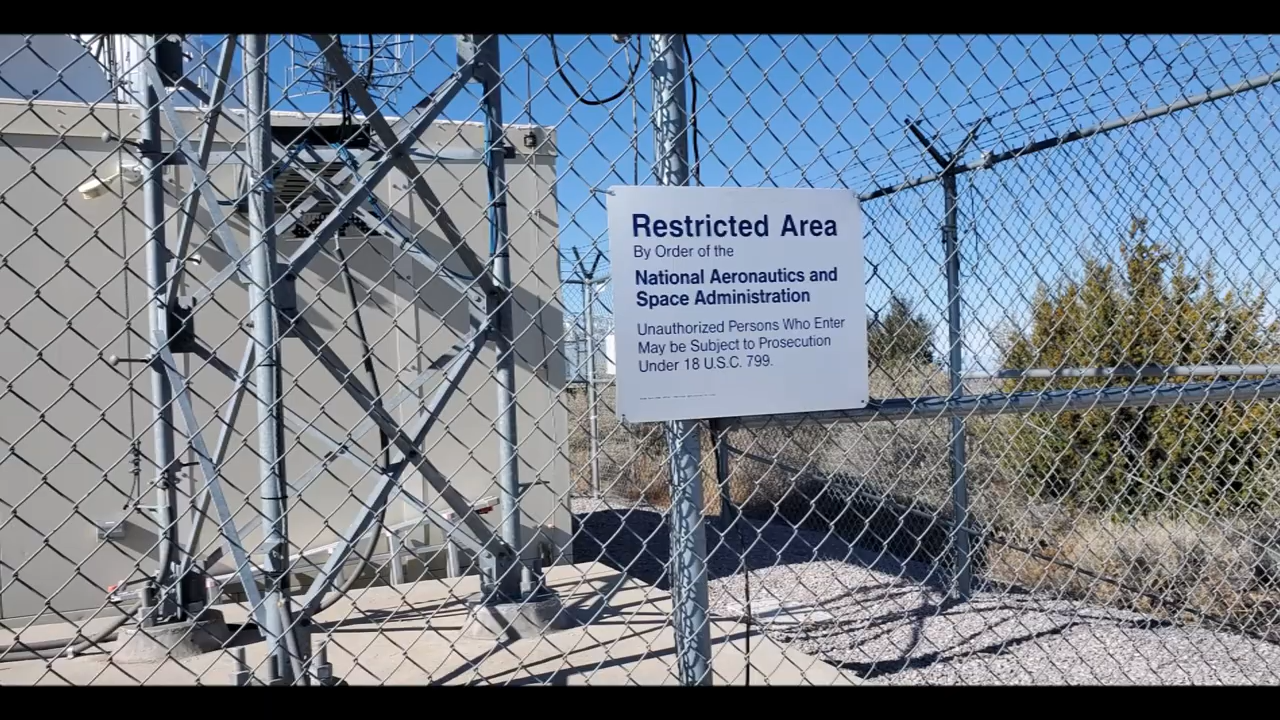 Restricted Area
By Order of the
National Aeronautics and
Space Administration
Unauthorized Persons Who Enter
May be Subject to Prosecution
Under 18 U.S.C. 799.